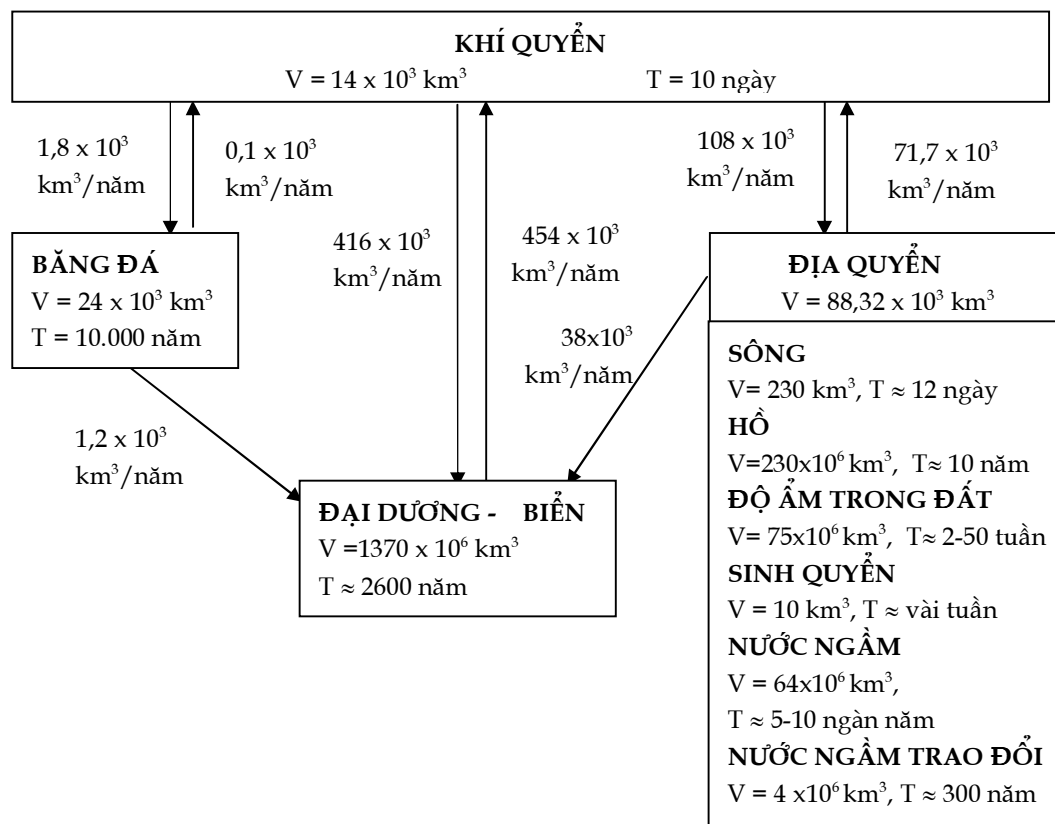 KHÍ QUYỂN
V = 14 x 10³ km³ T = 10 ngày
1,8 x 10³
km³/năm
0,1 x 10³
km³/năm
416 x 10³
km³/năm
454 x 10³
km³/năm
108 x 10³
km³/năm
71,7 x 10³
km³/năm
BĂNG ĐÁ
V = 24 x 10³ km³
T = 10.000 năm
ĐỊA QUYỂN
V = 88,32 x 10³ km³
38x10³
km³/năm
1,2 x 10³
km³/năm
ĐẠI DƯƠNG - BIỂN
V =1370 x 10⁶ km³
T ≈ 2600 năm
SÔNG
V= 230 km³, T ≈ 12 ngày
HỒ
V=230x10⁶ km³, T≈ 10 năm
ĐỘ ẨM TRONG ĐẤT
V= 75x10⁶ km³, T≈ 2-50 tuần
SINH QUYỂN
V = 10 km³, T ≈ vài tuần
NƯỚC NGẦM
V = 64x10⁶ km³,
T ≈ 5-10 ngàn năm
NƯỚC NGẦM TRAO ĐỔI
V = 4 x10⁶ km³, T ≈ 300 năm